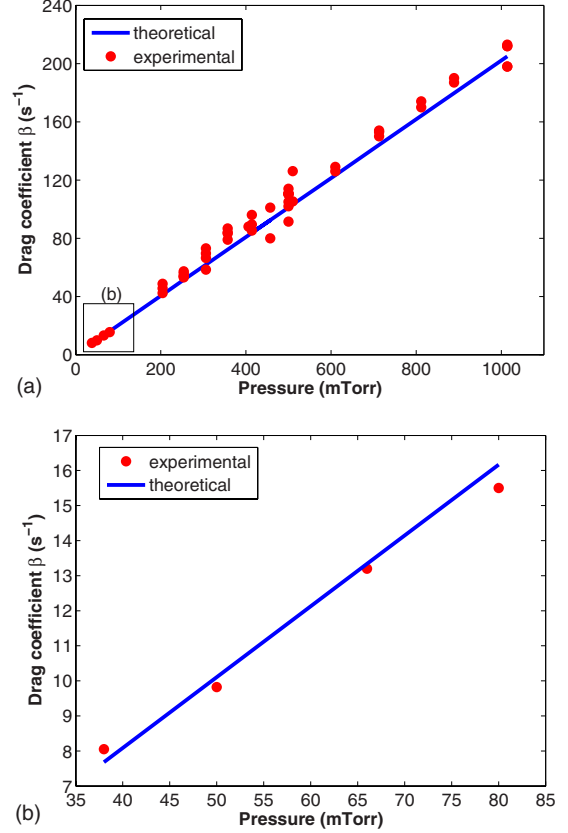 240
200
160
120
80
40
0
Drag coefficient β (s⁻¹)
theoretical
experimental
(b)
200 400 600 800 1000
Pressure (mTorr)
(a)
17
16
15
14
13
12
11
10
9
8
7
Drag coefficient β (s⁻¹)
experimental
theoretical
35 40 45 50 55 60 65 70 75 80 85
Pressure (mTorr)
(b)